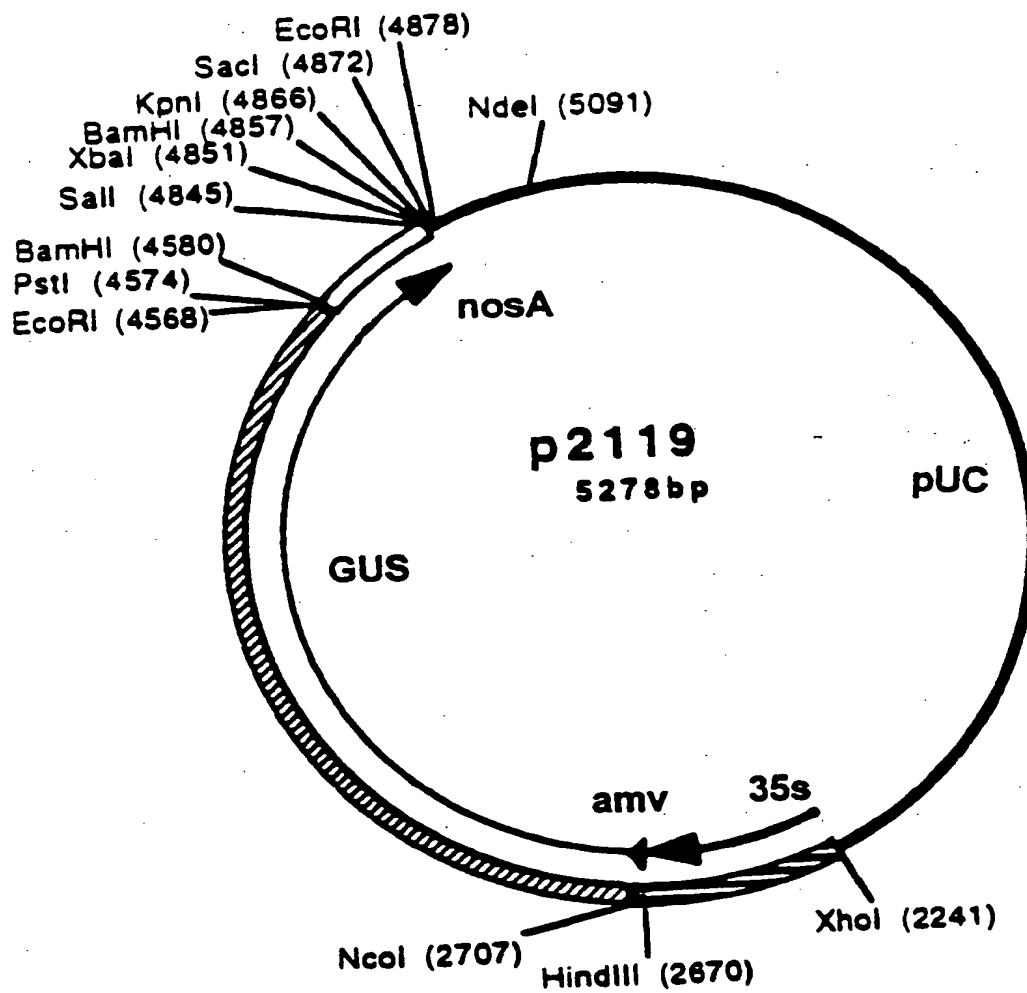 EcoRI (4878)
SacI (4872)
KpnI (4866)
BamHI (4857)
XbaI (4851)
SalI (4845)
NdeI (5091)
BamHI (4580)
PstI (4574)
EcoRI (4568)
nosA
p2119
5278bp
pUC
GUS
amv
35s
XhoI (2241)
NcoI (2707)
HindIII (2670)